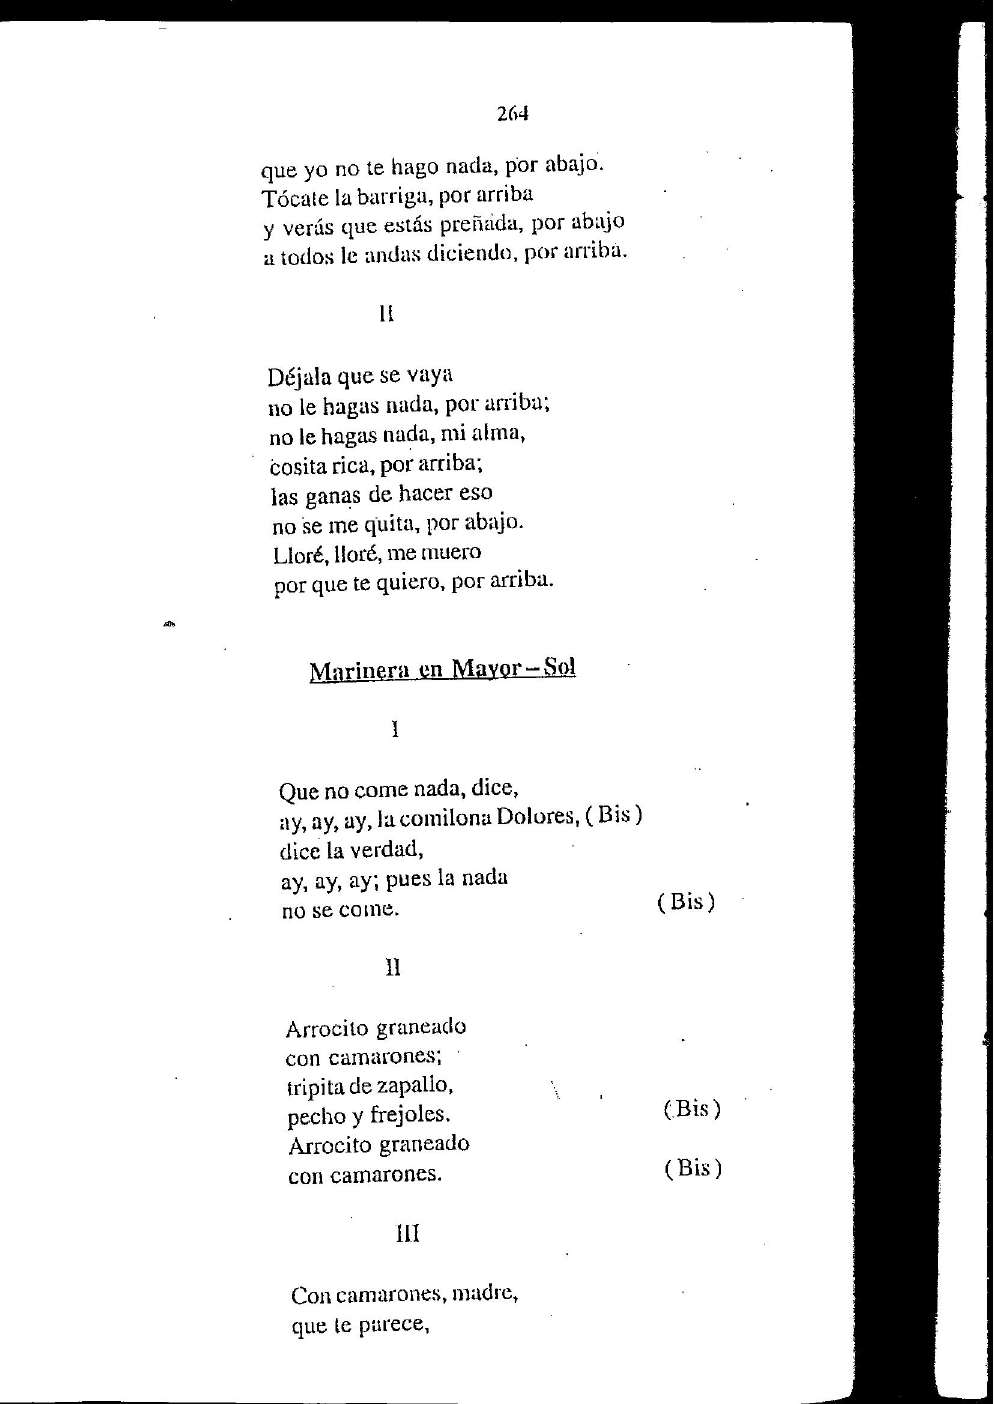 264
que yo no te hago nada, por abajo.
Tócate la barriga, por arriba
y verás que estás preñada, por abajo
a todos le andas diciendo, por arriba.
II
Déjala que se vaya
no le hagas nada, por arriba;
no le hagas nada, mi alma,
cosita rica, por arriba;
las ganas de hacer eso
no se me quita, por abajo.
Lloré, lloré, me muero
por que te quiero, por arriba.
Marinera en Mayor – Sol
I
Que no come nada, dice,
ay, ay, ay, la comilona Dolores, ( Bis )
dice la verdad,
ay, ay, ay; pues la nada
no se come. ( Bis )
II
Arrocito graneado
con camarones;
tripita de zapallo,
pecho y frejoles. ( Bis )
Arrocito graneado
con camarones. ( Bis )
III
Con camarones, madre,
que te parece,